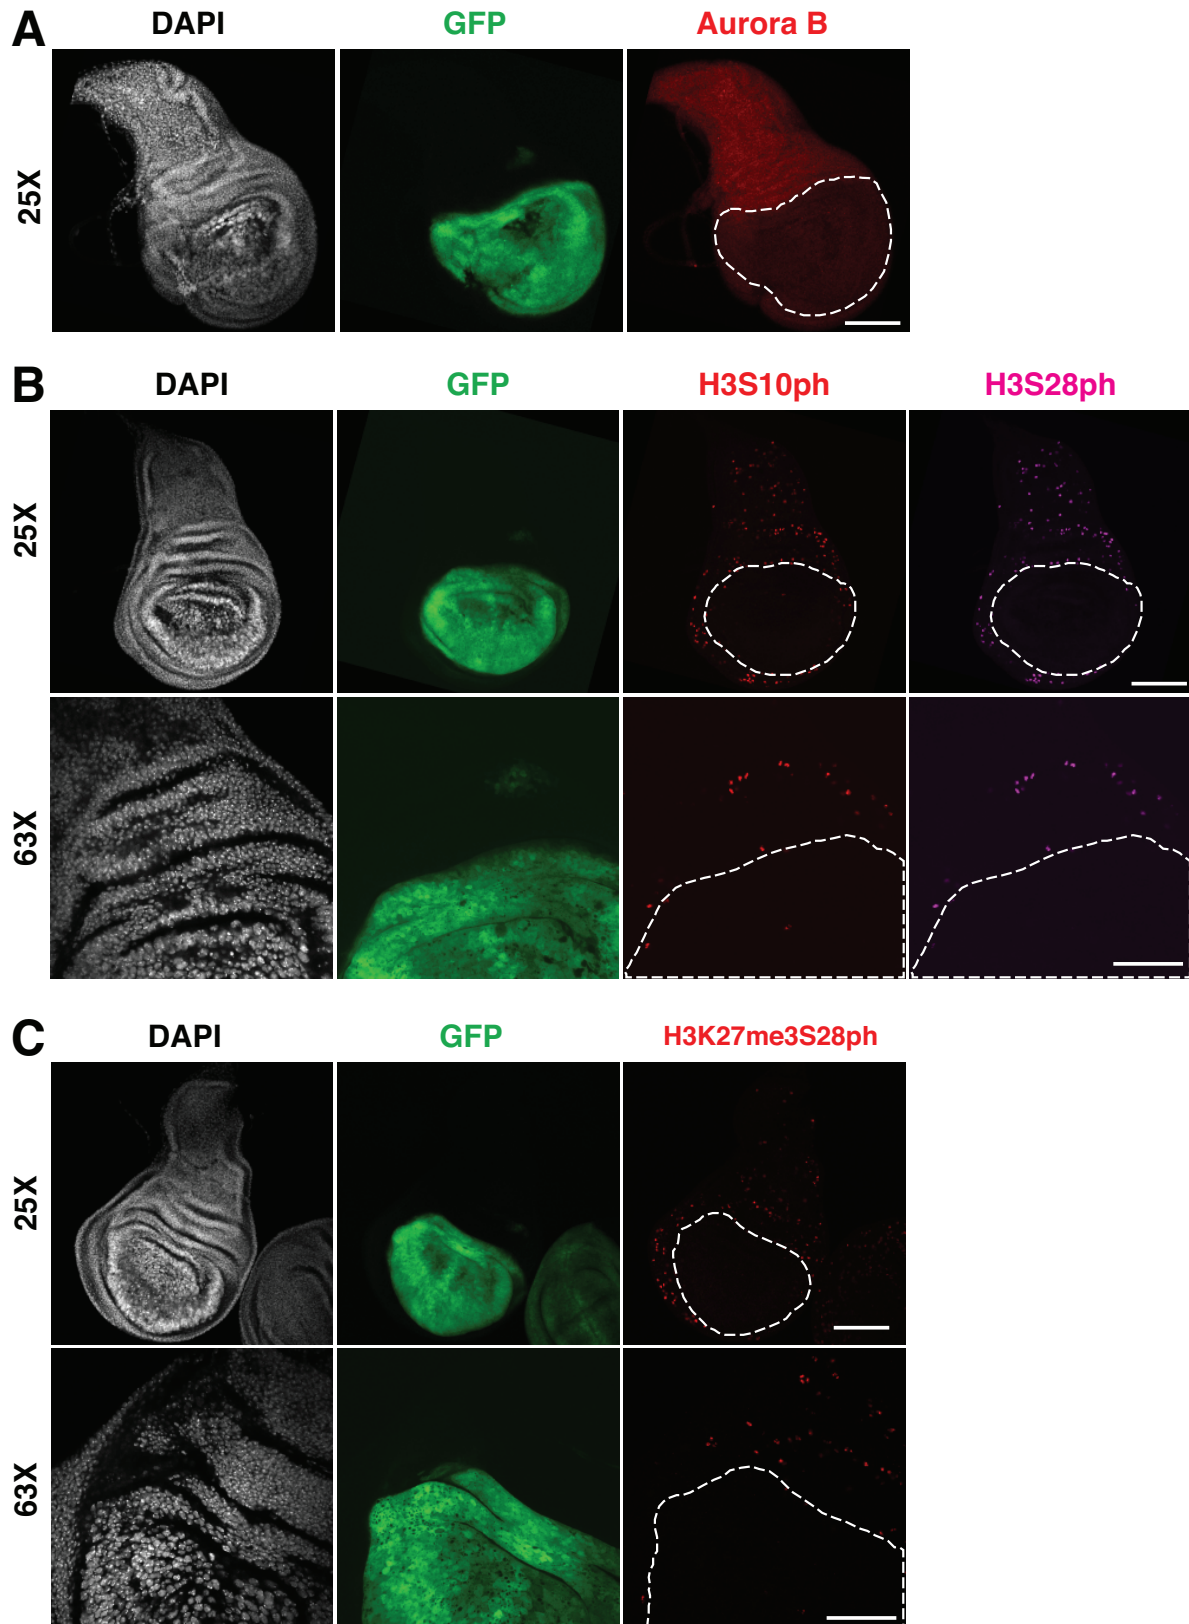 A
DAPI GFP Aurora B
25X
B
DAPI GFP H3S10ph H3S28ph
25X
63X
C
DAPI GFP H3K27me3S28ph
25X
63X